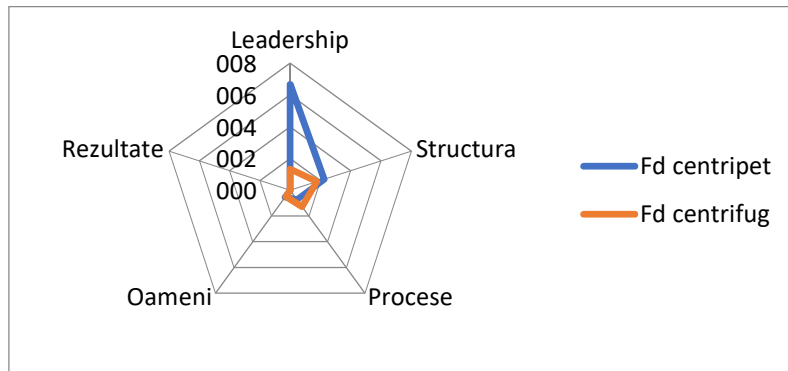 Leadership
008
006
004
002
000
Rezultate
Structura
Oameni
Procese
Fd centripet
Fd centrifug